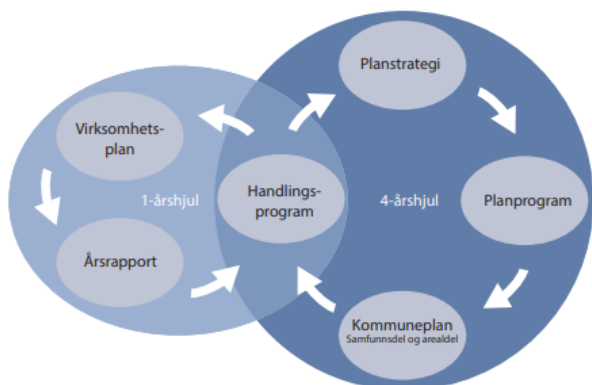 Planstrategi
Virksomhets-
plan
1-årshjul
Handlings-
program
4-årshjul
Planprogram
Årsrapport
Kommuneplan
Samfunnsdel og arealdel